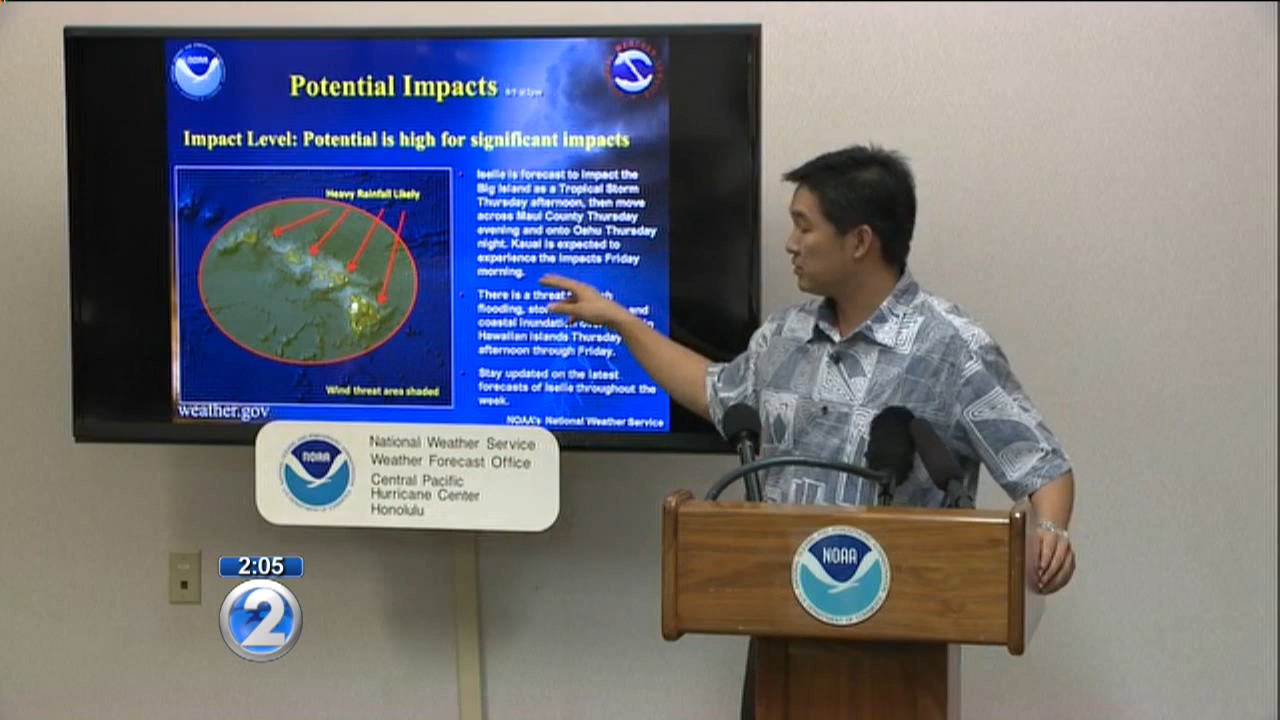 NOAA
Potential Impacts
Impact Level: Potential is high for significant impacts
Heavy Rainfall Likely
Wind threat area shaded
weather.gov
Iselle is forecast to impact the
Big Island as a Tropical Storm
Thursday afternoon, then move
across Maui County Thursday
evening and onto Oahu Thursday
night. Kauai is expected to
experience the impacts Friday
morning.
There is a threat
flooding, and
coastal
Hawaiian Islands Thursday
afternoon through Friday.
Stay updated on the latest
forecasts of Iselle throughout the
week.
NOAA's National Weather Service
NOAA
National Weather Service
Weather Forecast Office
Central Pacific
Hurricane Center
Honolulu
NOAA
2:05
2